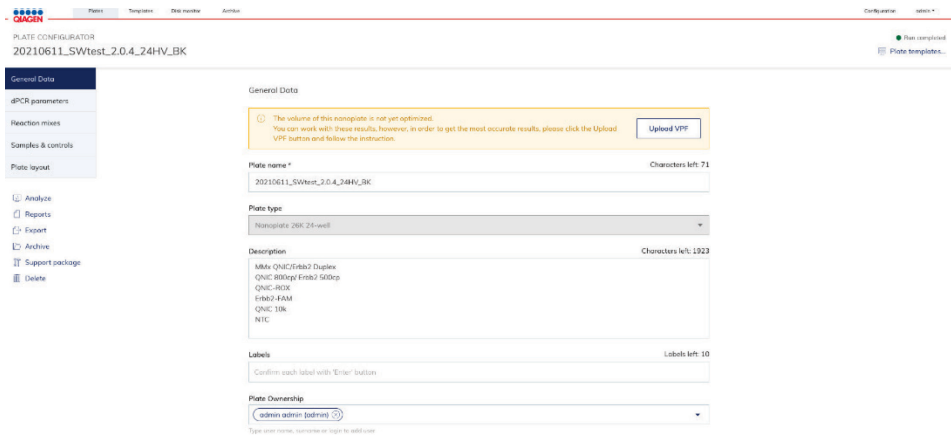 QIAGEN
Plates Templates Disk monitor Archive
Configuration admin
PLATE CONFIGURATOR
20210611_SWtest_2.0.4_24HV_BK
Run completed
Plate templates...
General Data
dPCR parameters
Reaction mixes
Samples & controls
Plate layout
Analyze
Reports
Export
Archive
Support package
Delete
General Data
The volume of this nanoplate is not yet optimized.
You can work with these results, however, in order to get the most accurate results, please click the Upload
VPF button and follow the instruction.
Upload VPF
Plate name * Characters left: 71
20210611_SWtest_2.0.4_24HV_BK
Plate type
Nanoplate 26K 24-well
Description Characters left: 1923
MMx QNIC/Erbb2 Duplex
QNIC 800cp/ Erbb2 500cp
QNIC-ROX
Erbb2-FAM
QNIC 10k
NTC
Labels Labels left: 10
Confirm each label with 'Enter' button
Plate Ownership
admin admin (admin)
Type user name, surname or login to add user